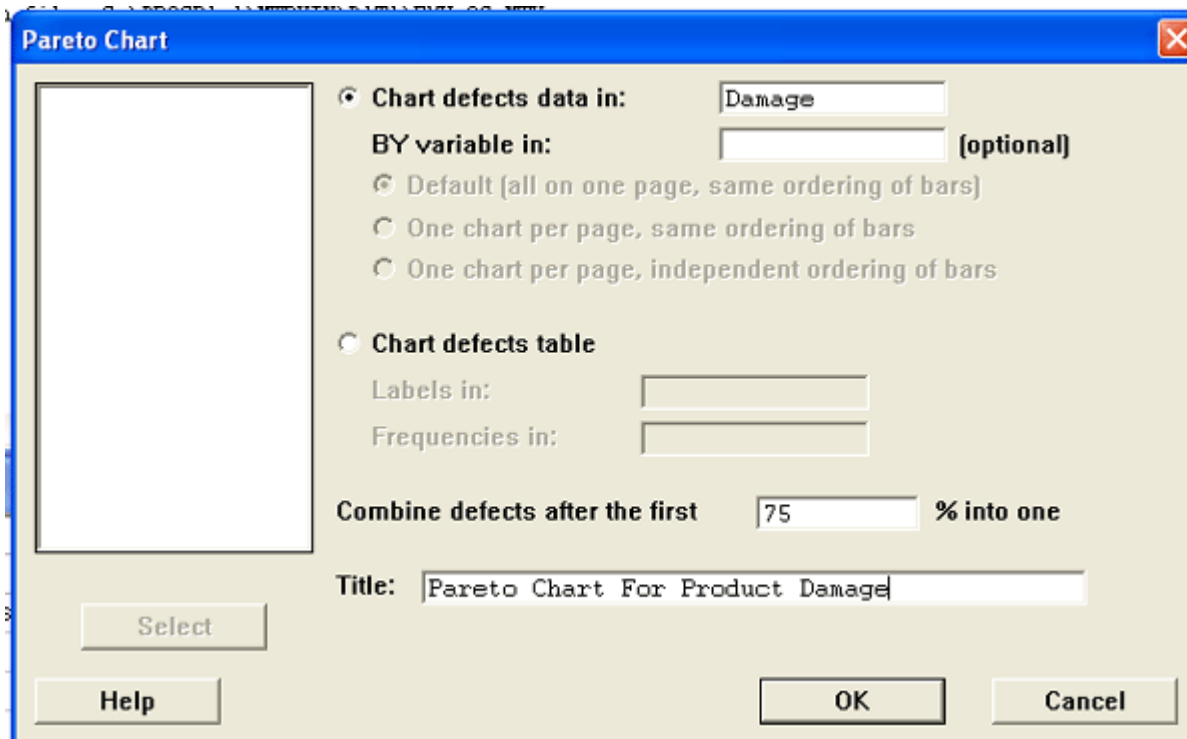 Pareto Chart
Chart defects data in: Damage
BY variable in: (optional)
Default (all on one page, same ordering of bars)
One chart per page, same ordering of bars
One chart per page, independent ordering of bars
Chart defects table
Labels in:
Frequencies in:
Combine defects after the first 75 % into one
Title: Pareto Chart For Product Damage
Select
Help OK Cancel